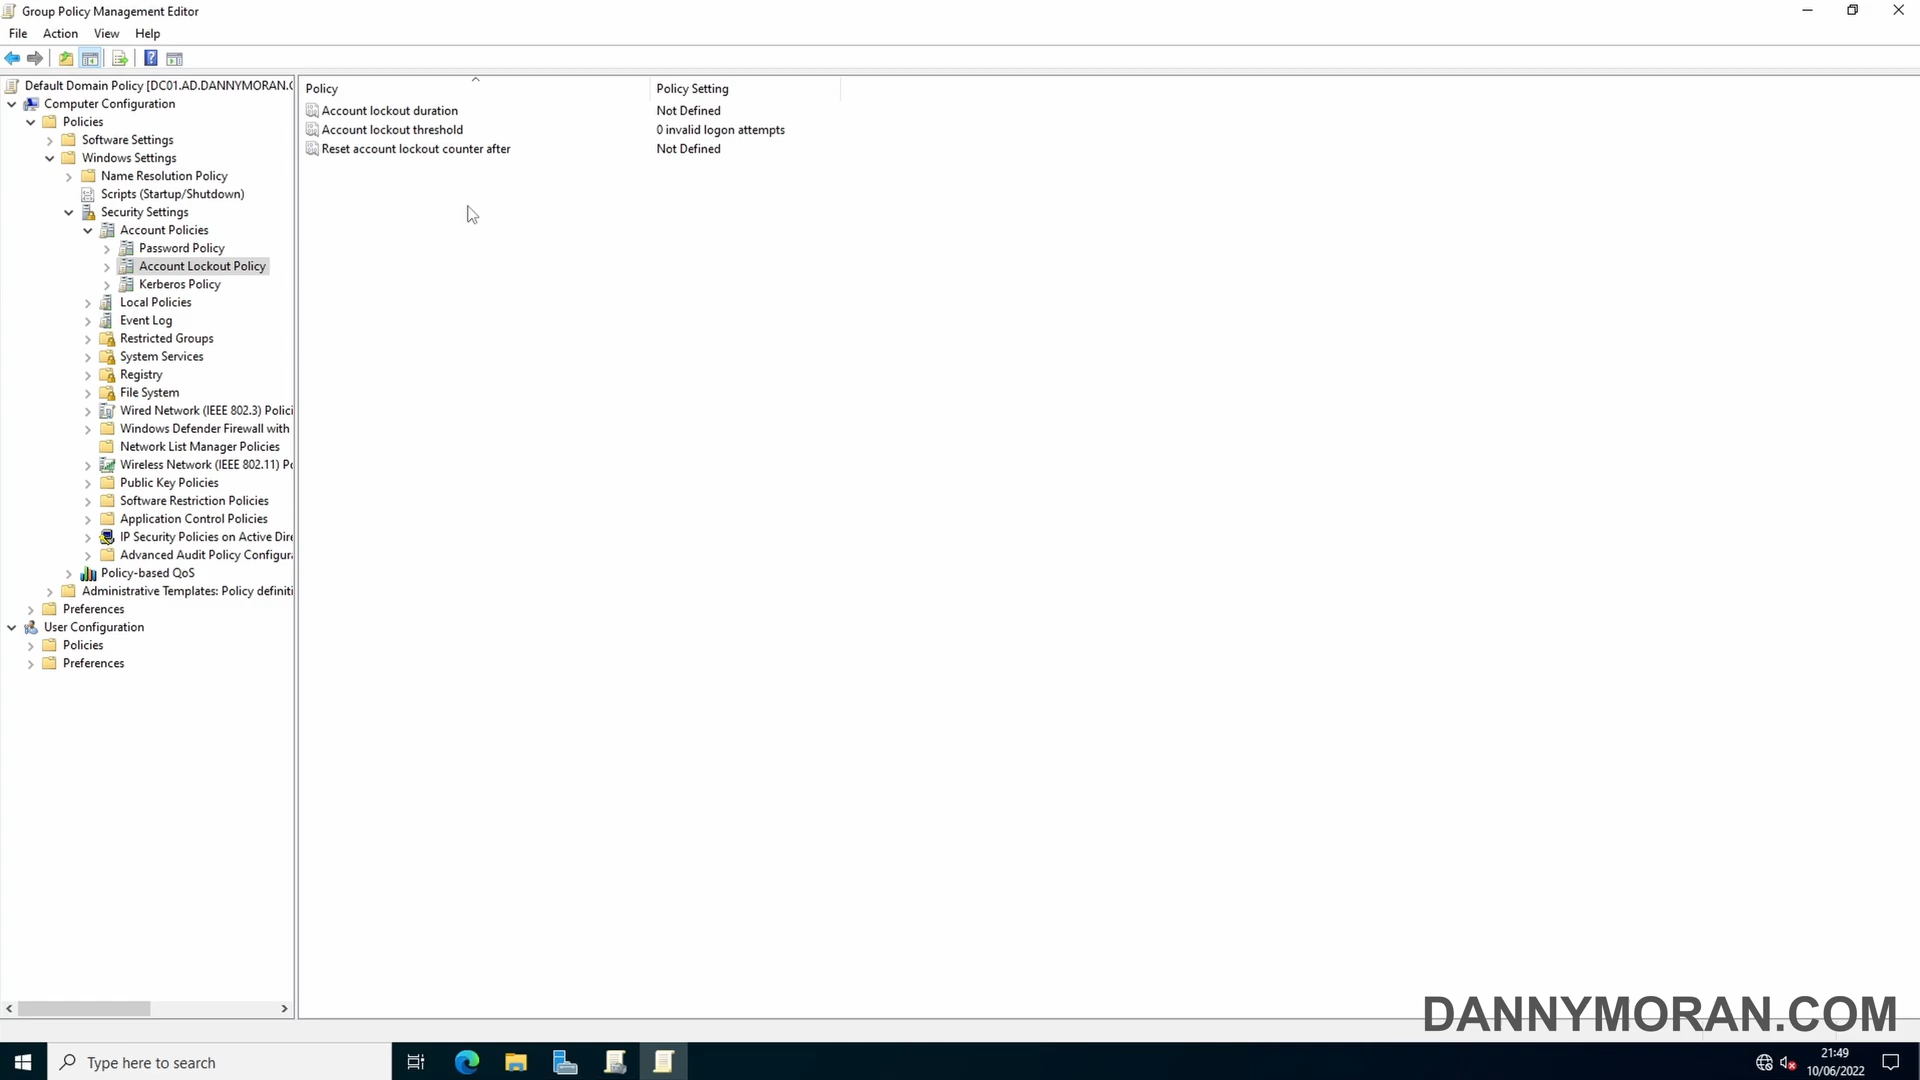 Group Policy Management Editor
File Action View Help
Default Domain Policy [DC01.AD.DANNYMORAN.C
Computer Configuration
Policies
Software Settings
Windows Settings
Name Resolution Policy
Scripts (Startup/Shutdown)
Security Settings
Account Policies
Password Policy
Account Lockout Policy
Kerberos Policy
Local Policies
Event Log
Restricted Groups
System Services
Registry
File System
Wired Network (IEEE 802.3) Polici
Windows Defender Firewall with
Network List Manager Policies
Wireless Network (IEEE 802.11) Po
Public Key Policies
Software Restriction Policies
Application Control Policies
IP Security Policies on Active Dire
Advanced Audit Policy Configura
Policy-based QoS
Administrative Templates: Policy definiti
Preferences
User Configuration
Policies
Preferences
Policy Policy Setting
Account lockout duration Not Defined
Account lockout threshold 0 invalid logon attempts
Reset account lockout counter after Not Defined
DANNYMORAN.COM
Type here to search
21:49
10/06/2022